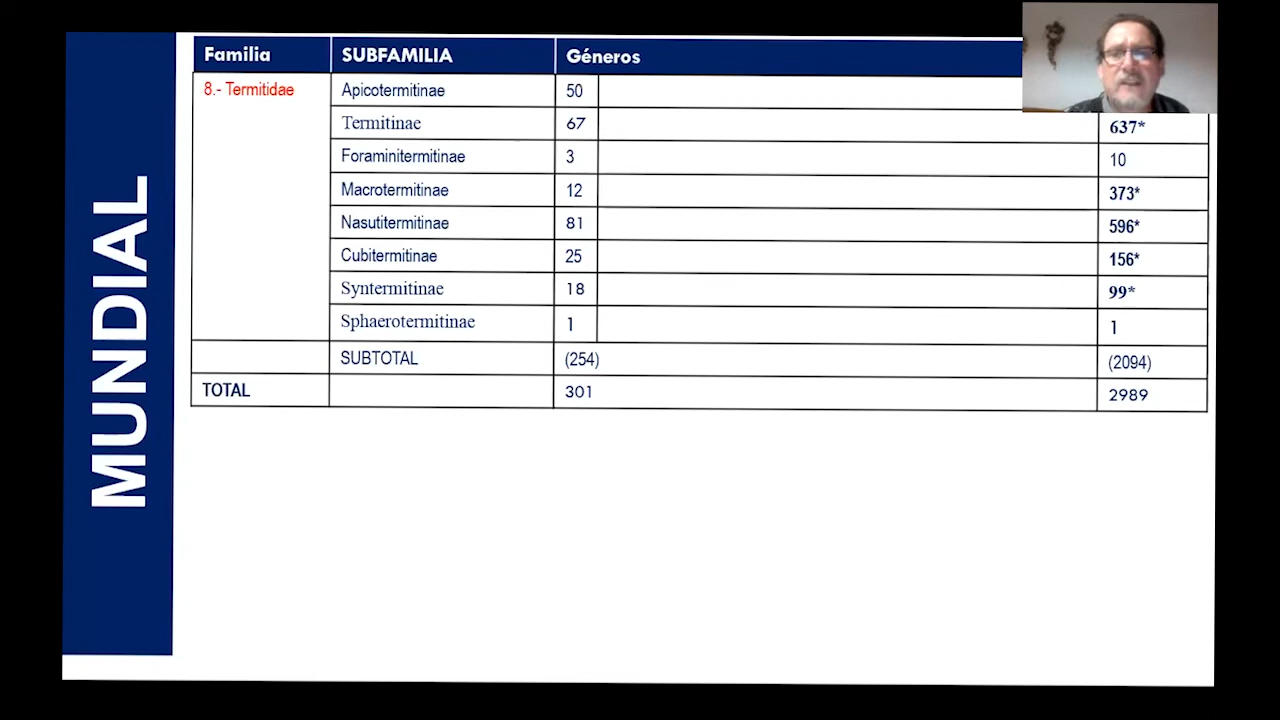 MUNDIAL
Familia SUBFAMILIA Géneros
8.- Termitidae Apicotermitinae 50
Termitinae 67 637*
Foraminitermitinae 3 10
Macrotermitinae 12 373*
Nasutitermitinae 81 596*
Cubitermitinae 25 156*
Syntermitinae 18 99*
Sphaerotermitinae 1 1
SUBTOTAL (254) (2094)
TOTAL 301 2989